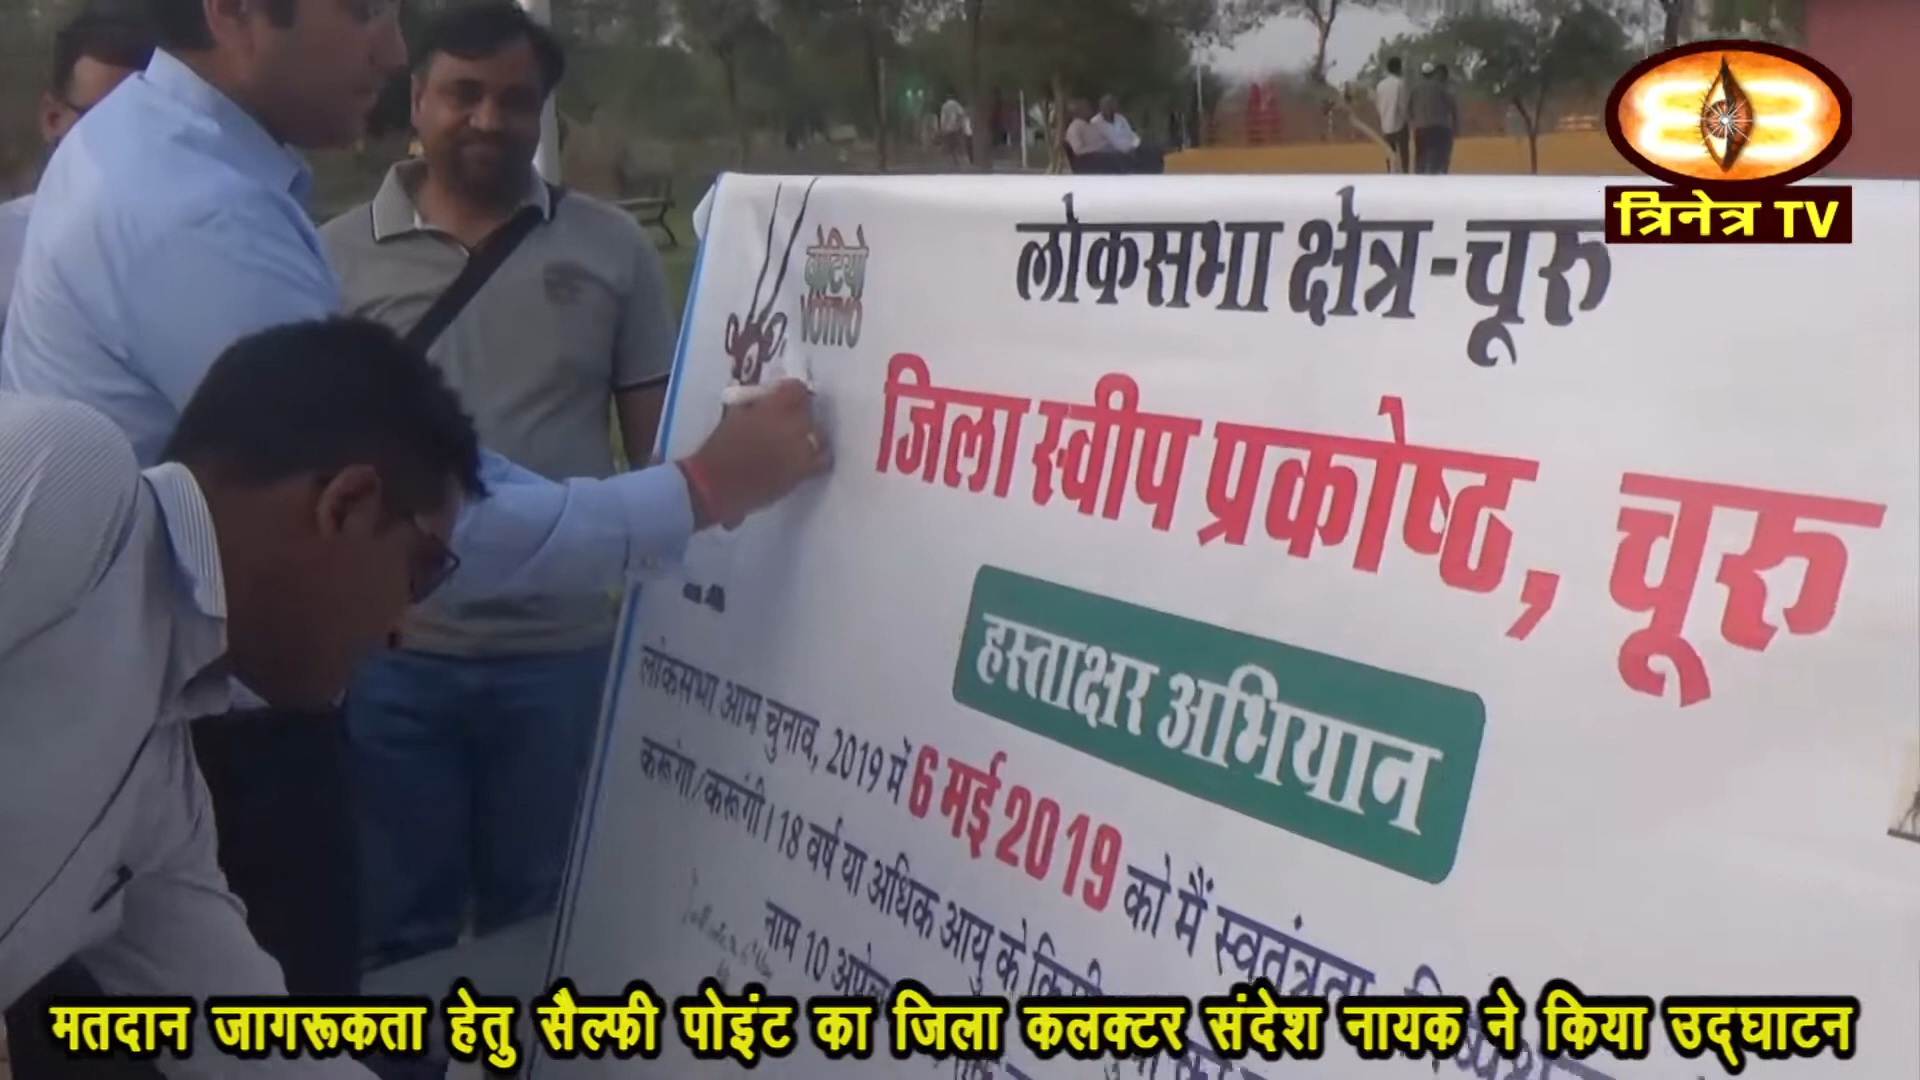 त्रिनेत्र TV
लोकसभा क्षेत्र-चूरू
जिला स्वीप प्रकोष्ठ, चूरू
हस्ताक्षर अभियान
लोकसभा आम चुनाव, 2019 में 6 मई 2019 को मैं स्वतंत्रता
करूंगा/करूंगी। 18 वर्ष या अधिक आयु के
नाम 10
मतदान जागरूकता हेतु सैल्फी पोइंट का जिला कलक्टर संदेश नायक ने किया उद्घाटन